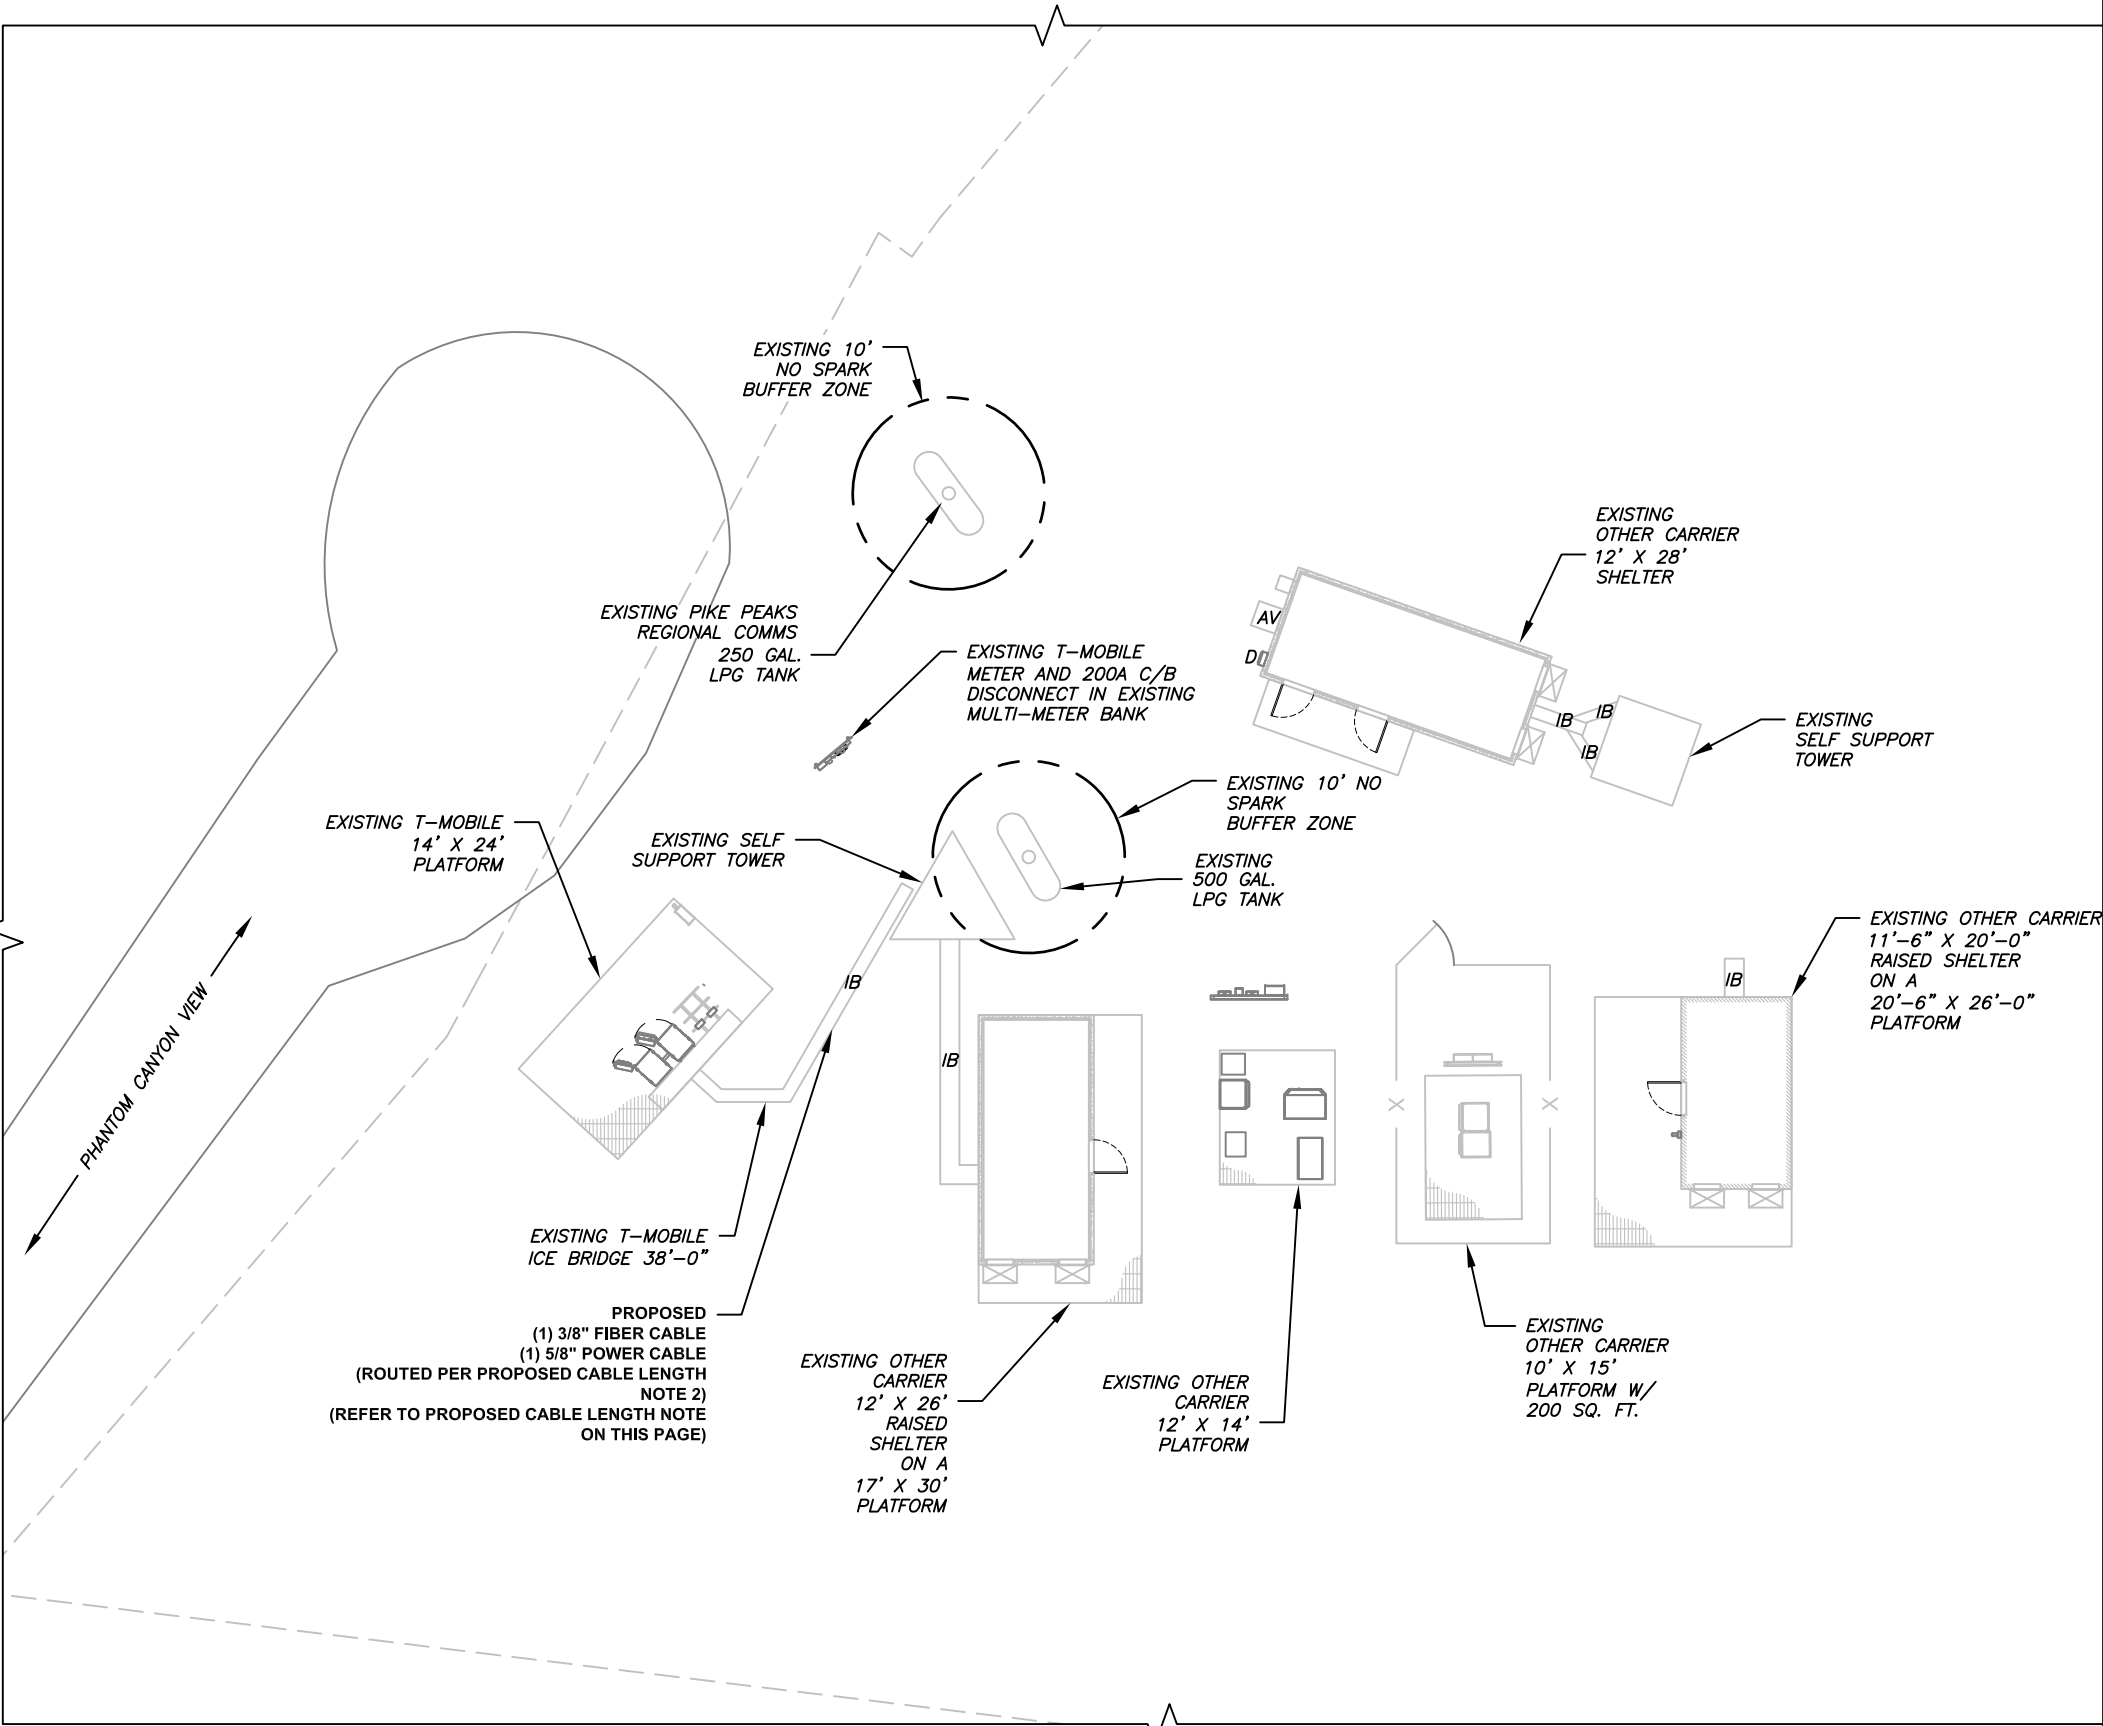 EXISTING 10'
NO SPARK
BUFFER ZONE
EXISTING PIKE PEAKS
REGIONAL COMMS
250 GAL.
LPG TANK
EXISTING T-MOBILE
METER AND 200A C/B
DISCONNECT IN EXISTING
MULTI-METER BANK
EXISTING
OTHER CARRIER
12' X 28'
SHELTER
AV
D
IB
IB
IB
EXISTING
SELF SUPPORT
TOWER
EXISTING 10' NO
SPARK
BUFFER ZONE
EXISTING T-MOBILE
14' X 24'
PLATFORM
EXISTING SELF
SUPPORT TOWER
EXISTING
500 GAL.
LPG TANK
EXISTING OTHER CARRIER
11'-6" X 20'-0"
RAISED SHELTER
ON A
20'-6" X 26'-0"
PLATFORM
IB
IB
IB
X
X
PHANTOM CANYON VIEW
EXISTING T-MOBILE
ICE BRIDGE 38'-0"
PROPOSED
(1) 3/8" FIBER CABLE
(1) 5/8" POWER CABLE
(ROUTED PER PROPOSED CABLE LENGTH
NOTE 2)
(REFER TO PROPOSED CABLE LENGTH NOTE
ON THIS PAGE)
EXISTING OTHER
CARRIER
12' X 26'
RAISED
SHELTER
ON A
17' X 30'
PLATFORM
EXISTING OTHER
CARRIER
12' X 14'
PLATFORM
EXISTING
OTHER CARRIER
10' X 15'
PLATFORM W/
200 SQ. FT.